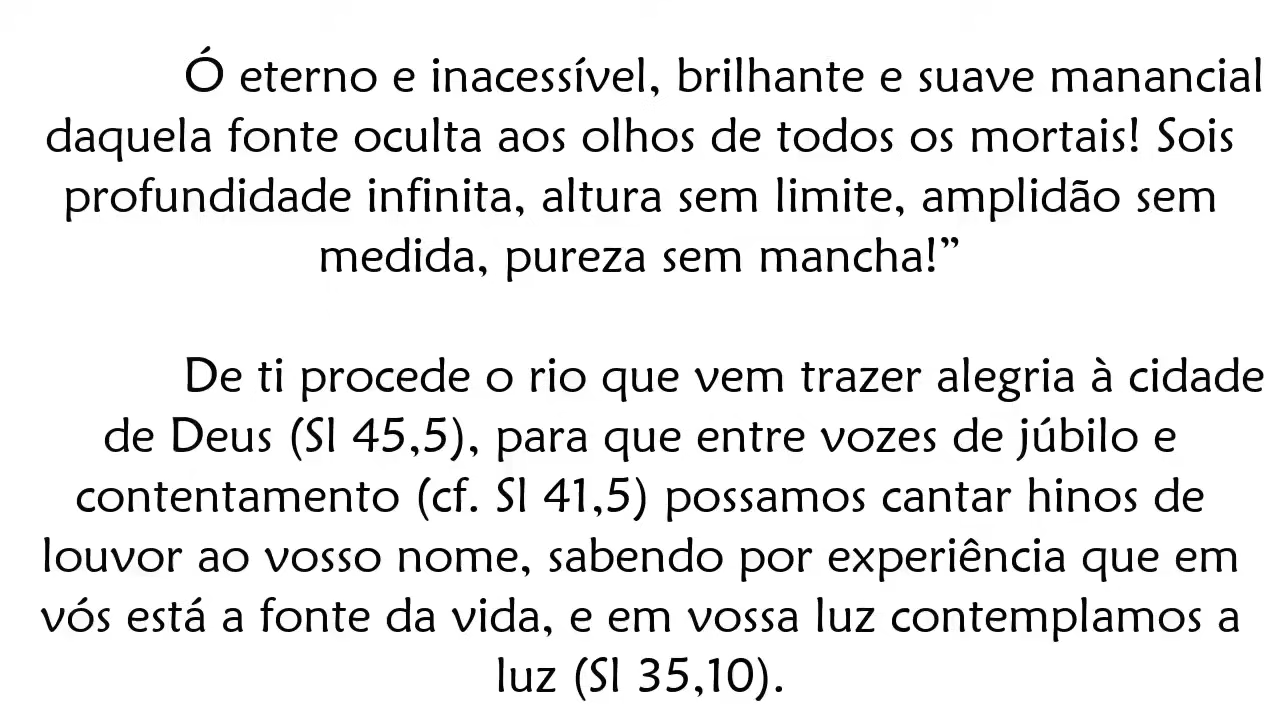 Ó eterno e inacessível, brilhante e suave manancial
daquela fonte oculta aos olhos de todos os mortais! Sois
profundidade infinita, altura sem limite, amplidão sem
medida, pureza sem mancha!”
De ti procede o rio que vem trazer alegria à cidade
de Deus (Sl 45,5), para que entre vozes de júbilo e
contentamento (cf. Sl 41,5) possamos cantar hinos de
louvor ao vosso nome, sabendo por experiência que em
vós está a fonte da vida, e em vossa luz contemplamos a
luz (Sl 35,10).